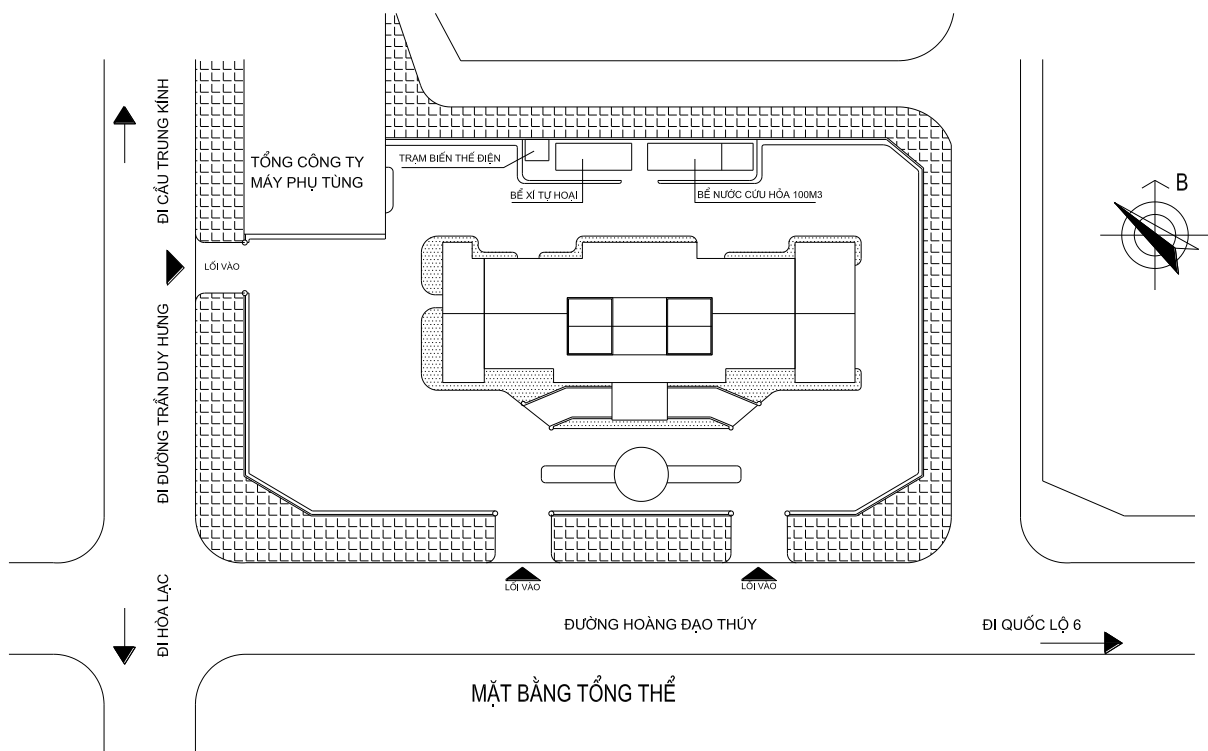 ĐI CẦU TRUNG KÍNH
TỔNG CÔNG TY
MÁY PHỤ TÙNG
TRẠM BIẾN THẾ ĐIỆN
BỂ XÍ TỰ HOẠI
BỂ NƯỚC CỨU HỎA 100M3
B
LỐI VÀO
ĐI ĐƯỜNG TRẦN DUY HƯNG
ĐI HÒA LẠC
LỐI VÀO
LỐI VÀO
ĐƯỜNG HOÀNG ĐẠO THÚY
ĐI QUỐC LỘ 6
MẶT BẰNG TỔNG THỂ